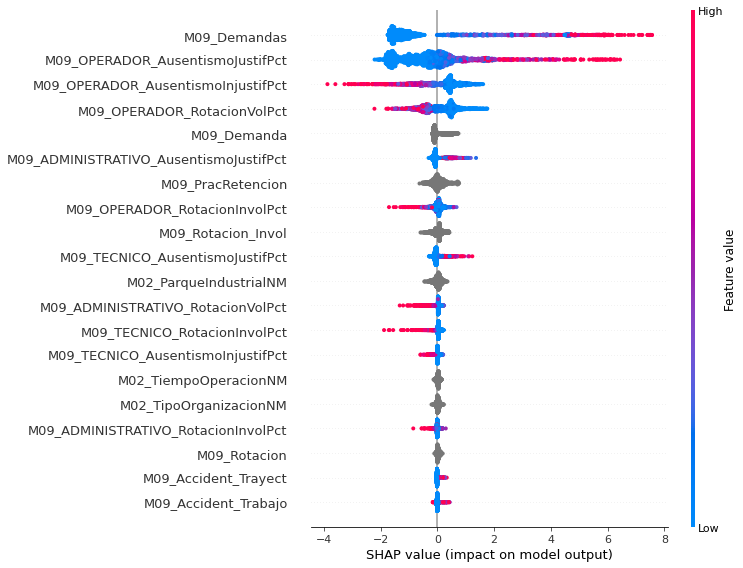 High
M09_Demandas
M09_OPERADOR_AusentismoJustifPct
M09_OPERADOR_AusentismoInjustifPct
M09_OPERADOR_RotacionVolPct
M09_Demanda
M09_ADMINISTRATIVO_AusentismoJustifPct
M09_PracRetencion
M09_OPERADOR_RotacionInvolPct
M09_Rotacion_Invol
M09_TECNICO_AusentismoJustifPct
M02_ParqueIndustrialNM
M09_ADMINISTRATIVO_RotacionVolPct
M09_TECNICO_RotacionInvolPct
M09_TECNICO_AusentismoInjustifPct
M02_TiempoOperacionNM
M02_TipoOrganizacionNM
M09_ADMINISTRATIVO_RotacionInvolPct
M09_Rotacion
M09_Accident_Trayect
M09_Accident_Trabajo
Feature value
Low
−4 −2 0 2 4 6 8
SHAP value (impact on model output)